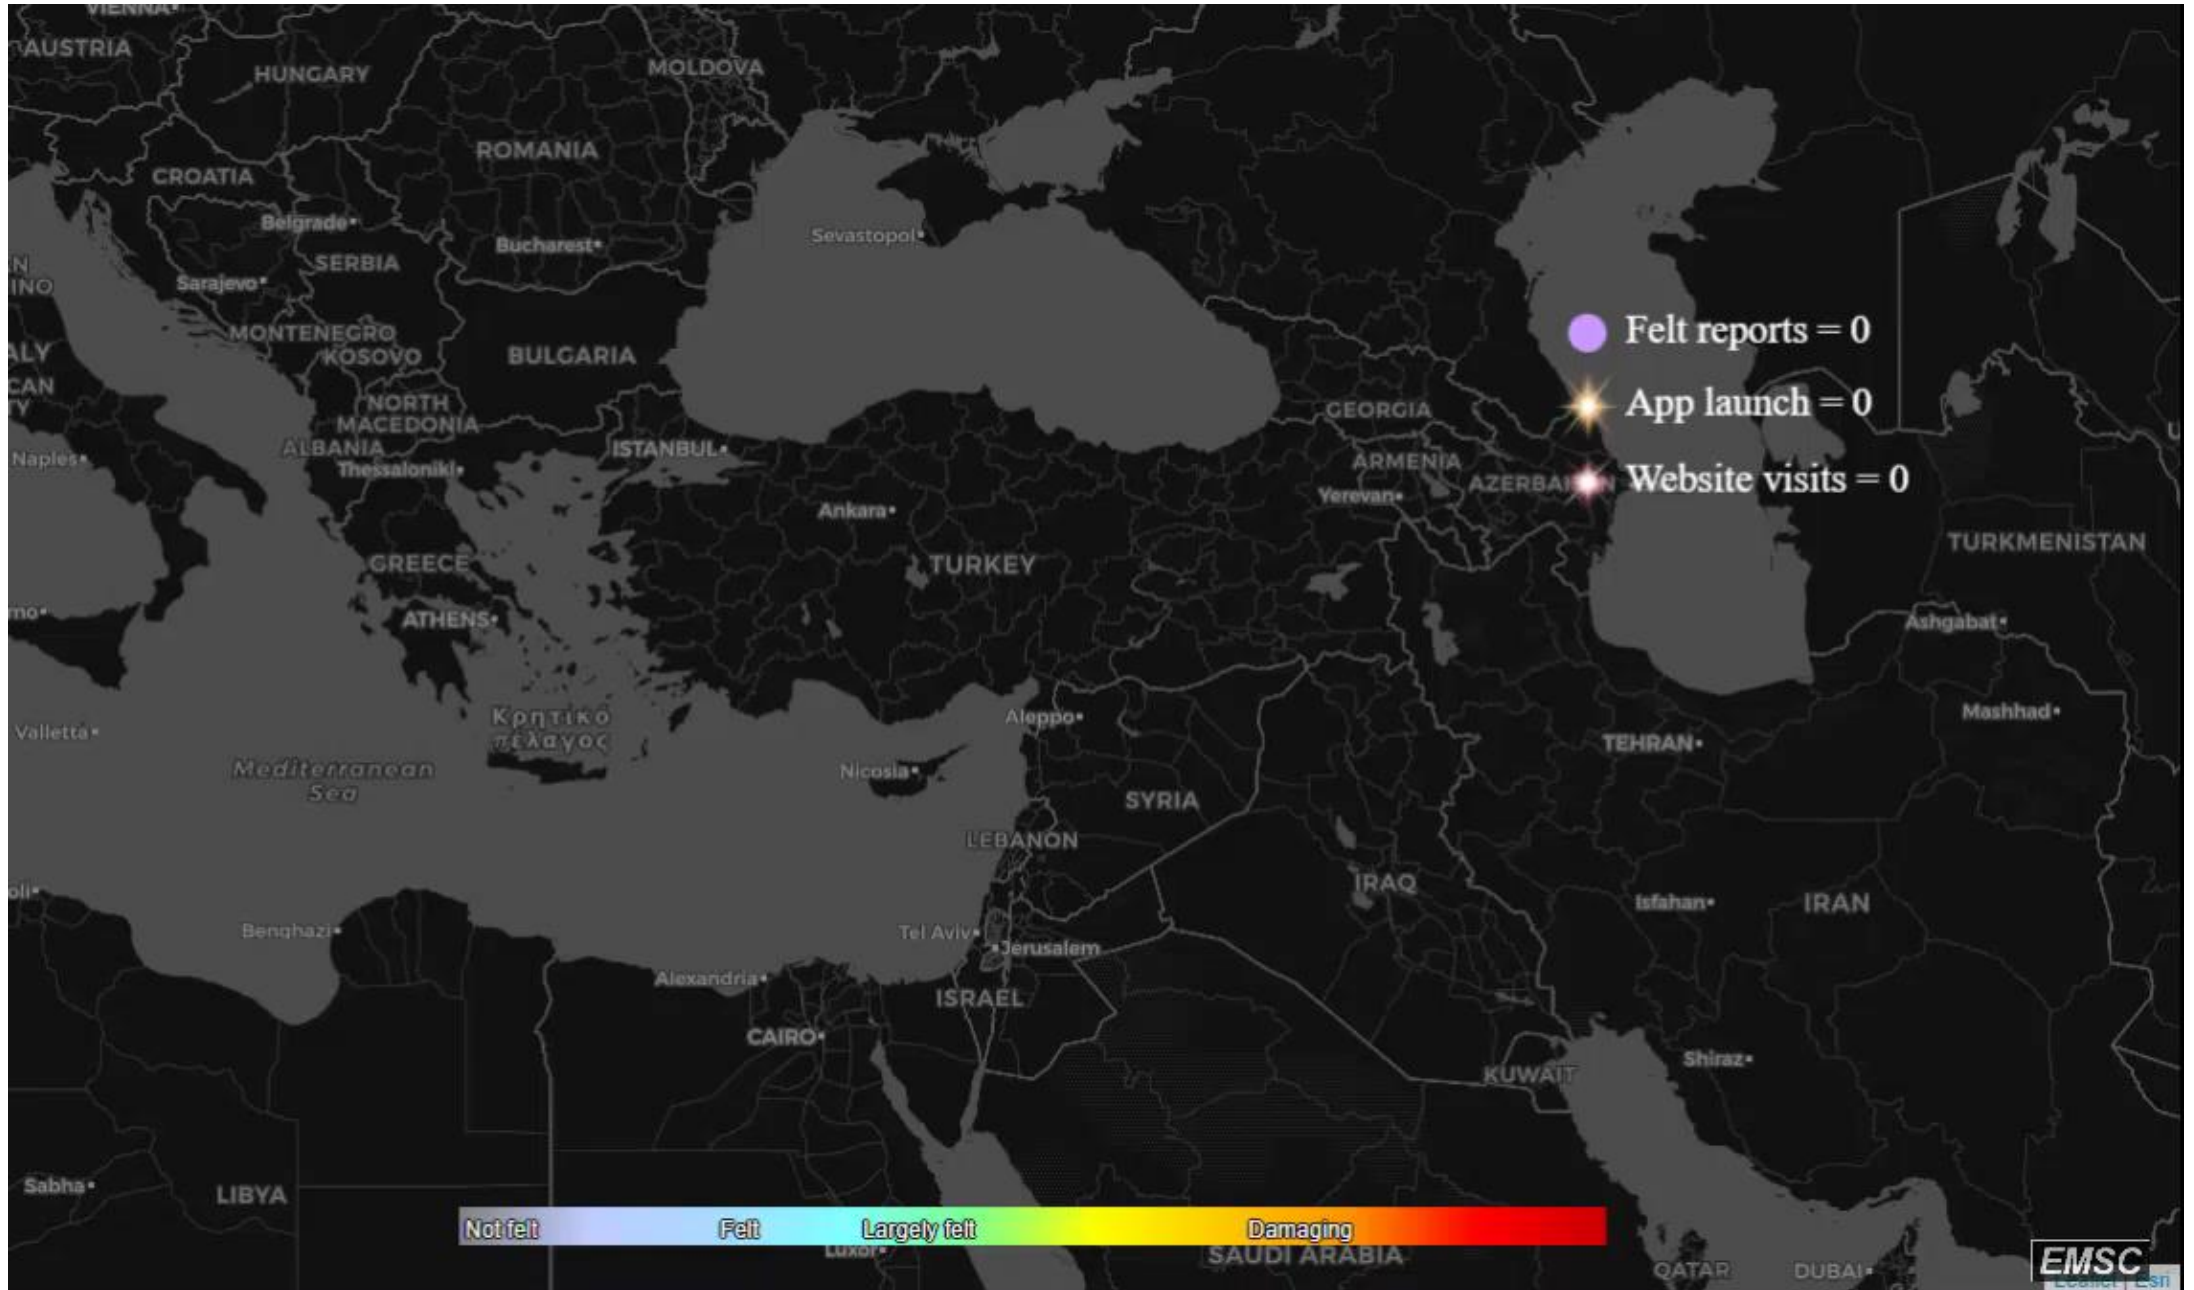 VIENNA
AUSTRIA
HUNGARY
MOLDOVA
ROMANIA
CROATIA
Belgrade
Bucharest
Sevastopol
SERBIA
Sarajevo
MONTENEGRO
KOSOVO
BULGARIA
Felt reports = 0
App launch = 0
Website visits = 0
NORTH
MACEDONIA
ALBANIA
Thessaloniki
ISTANBUL
GEORGIA
ARMENIA
Yerevan
Naples
Ankara
TURKEY
TURKMENISTAN
GREECE
ATHENS
Ashgabat
Κρητικό
πέλαγος
Aleppo
Mashhad
Valletta
TEHRAN
Mediterranean
Sea
Nicosia
SYRIA
LEBANON
IRAQ
Isfahan
IRAN
Benghazi
Tel Aviv
Jerusalem
Alexandria
ISRAEL
CAIRO
Shiraz
KUWAIT
Sabha
LIBYA
Not felt Felt Largely felt Damaging
Luxor
SAUDI ARABIA
QATAR
DUBAI
EMSC
Leaflet | Esri